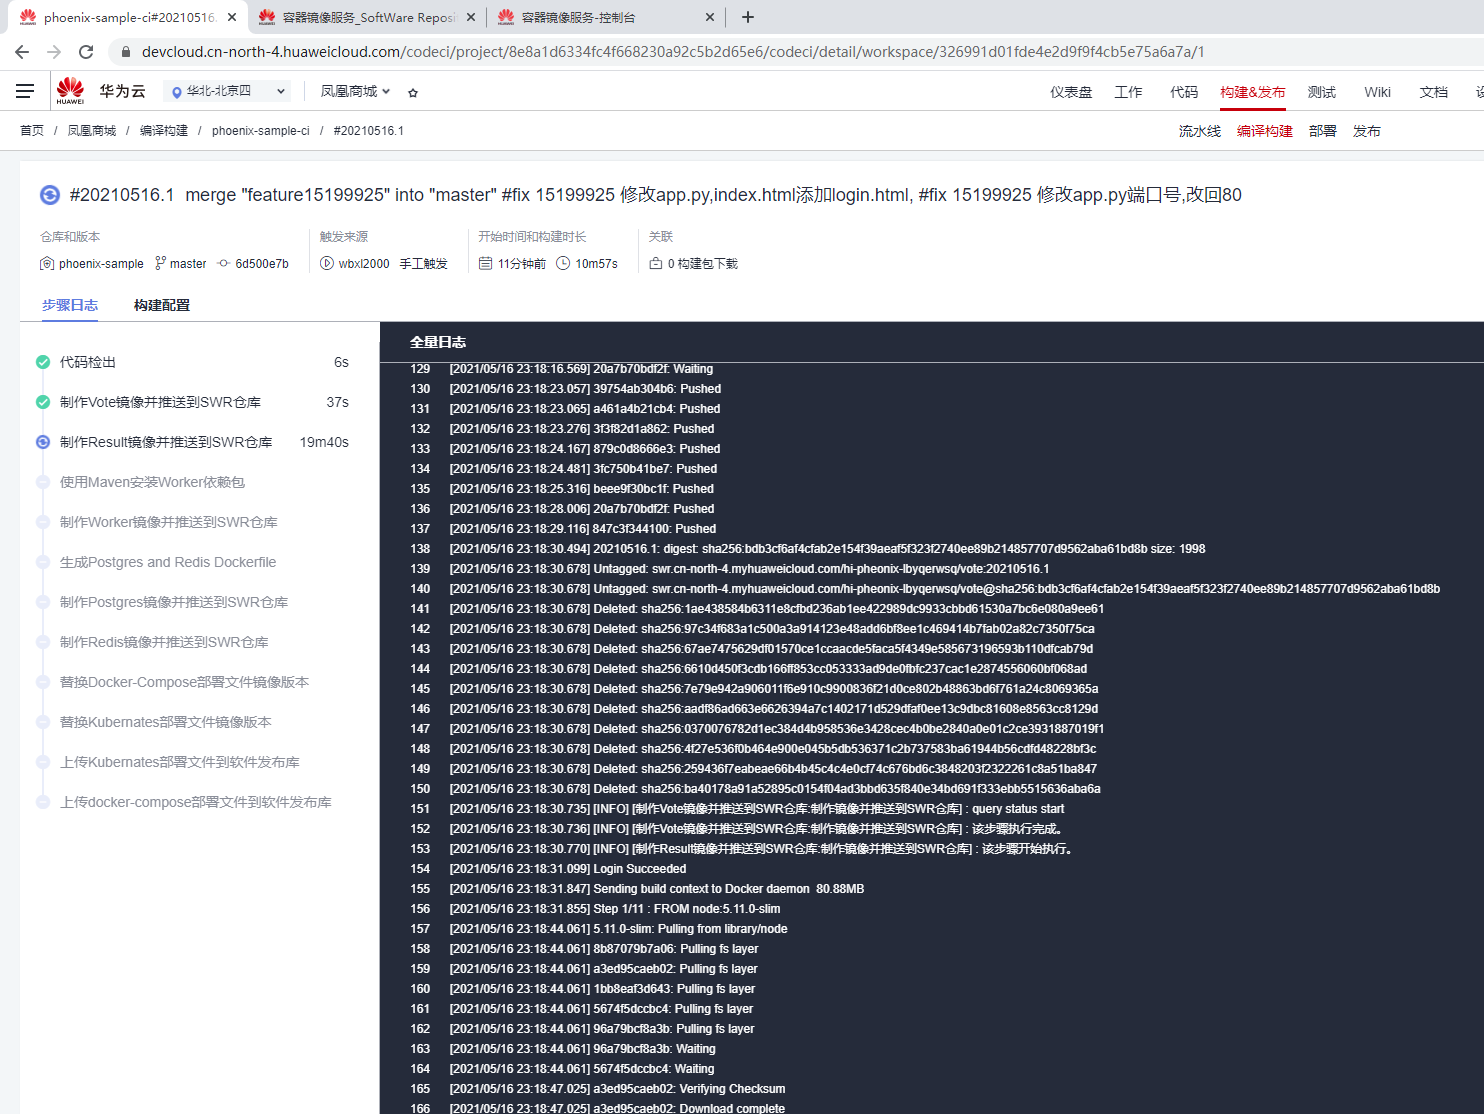 phoenix-sample-ci#20210516.
容器镜像服务_SoftWare Reposi
容器镜像服务-控制台
devcloud.cn-north-4.huaweicloud.com/codeci/project/8e8a1d6334fc4f668230a92c5b2d65e6/codeci/detail/workspace/326991d01fde4e2d9f9f4cb5e75a6a7a/1
HUAWEI
华为云
华北-北京四
凤凰商城
仪表盘
工作
代码
构建&发布
测试
Wiki
文档
首页 / 凤凰商城 / 编译构建 / phoenix-sample-ci / #20210516.1
流水线
编译构建
部署
发布
#20210516.1 merge "feature15199925" into "master" #fix 15199925 修改app.py,index.html添加login.html, #fix 15199925 修改app.py端口号,改回80
仓库和版本
触发来源
开始时间和构建时长
关联
phoenix-sample
master
6d500e7b
wbxl2000 手工触发
11分钟前
10m57s
0 构建包下载
步骤日志
构建配置
代码检出 6s
制作Vote镜像并推送到SWR仓库 37s
制作Result镜像并推送到SWR仓库 19m40s
使用Maven安装Worker依赖包
制作Worker镜像并推送到SWR仓库
生成Postgres and Redis Dockerfile
制作Postgres镜像并推送到SWR仓库
制作Redis镜像并推送到SWR仓库
替换Docker-Compose部署文件镜像版本
替换Kubernates部署文件镜像版本
上传Kubernates部署文件到软件发布库
上传docker-compose部署文件到软件发布库
全量日志
129 [2021/05/16 23:18:16.569] 20a7b70bdf2f: Waiting
130 [2021/05/16 23:18:23.057] 39754ab304b6: Pushed
131 [2021/05/16 23:18:23.065] a461a4b21cb4: Pushed
132 [2021/05/16 23:18:23.276] 3f3f82d1a862: Pushed
133 [2021/05/16 23:18:24.167] 879c0d8666e3: Pushed
134 [2021/05/16 23:18:24.481] 3fc750b41be7: Pushed
135 [2021/05/16 23:18:25.316] beee9f30bc1f: Pushed
136 [2021/05/16 23:18:28.006] 20a7b70bdf2f: Pushed
137 [2021/05/16 23:18:29.116] 847c3f344100: Pushed
138 [2021/05/16 23:18:30.494] 20210516.1: digest: sha256:bdb3cf6af4cfab2e154f39aeaf5f323f2740ee89b214857707d9562aba61bd8b size: 1998
139 [2021/05/16 23:18:30.678] Untagged: swr.cn-north-4.myhuaweicloud.com/hi-pheonix-lbyqerwsq/vote:20210516.1
140 [2021/05/16 23:18:30.678] Untagged: swr.cn-north-4.myhuaweicloud.com/hi-pheonix-lbyqerwsq/vote@sha256:bdb3cf6af4cfab2e154f39aeaf5f323f2740ee89b214857707d9562aba61bd8b
141 [2021/05/16 23:18:30.678] Deleted: sha256:1ae438584b6311e8cfbd236ab1ee422989dc9933cbbd61530a7bc6e080a9ee61
142 [2021/05/16 23:18:30.678] Deleted: sha256:97c34f683a1c500a3a914123e48add6bf8ee1c469414b7fab02a82c7350f75ca
143 [2021/05/16 23:18:30.678] Deleted: sha256:67ae7475629df01570ce1ccaacde5faca5f4349e585673196593b110dfcab79d
144 [2021/05/16 23:18:30.678] Deleted: sha256:6610d450f3cdb166ff853cc053333ad9de0fbfc237cac1e2874556060bf068ad
145 [2021/05/16 23:18:30.678] Deleted: sha256:7e79e942a906011f6e910c9900836f21d0ce802b48863bd6f761a24c8069365a
146 [2021/05/16 23:18:30.678] Deleted: sha256:aadf86ad663e6626394a7c1402171d529dfaf0ee13c9dbc81608e8563cc8129d
147 [2021/05/16 23:18:30.678] Deleted: sha256:0370076782d1ec384d4b958536e3428cec4b0be2840a0e01c2ce3931887019f1
148 [2021/05/16 23:18:30.678] Deleted: sha256:4f27e536f0b464e900e045b5db536371c2b737583ba61944b56cdfd48228bf3c
149 [2021/05/16 23:18:30.678] Deleted: sha256:259436f7eabeae66b4b45c4c4e0cf74c676bd6c3848203f2322261c8a51ba847
150 [2021/05/16 23:18:30.678] Deleted: sha256:ba40178a91a52895c0154f04ad3bbd635f840e34bd691f333ebb5515636aba6a
151 [2021/05/16 23:18:30.735] [INFO] [制作Vote镜像并推送到SWR仓库:制作镜像并推送到SWR仓库] : query status start
152 [2021/05/16 23:18:30.736] [INFO] [制作Vote镜像并推送到SWR仓库:制作镜像并推送到SWR仓库] : 该步骤执行完成。
153 [2021/05/16 23:18:30.770] [INFO] [制作Result镜像并推送到SWR仓库:制作镜像并推送到SWR仓库] : 该步骤开始执行。
154 [2021/05/16 23:18:31.099] Login Succeeded
155 [2021/05/16 23:18:31.847] Sending build context to Docker daemon 80.88MB
156 [2021/05/16 23:18:31.855] Step 1/11 : FROM node:5.11.0-slim
157 [2021/05/16 23:18:44.061] 5.11.0-slim: Pulling from library/node
158 [2021/05/16 23:18:44.061] 8b87079b7a06: Pulling fs layer
159 [2021/05/16 23:18:44.061] a3ed95caeb02: Pulling fs layer
160 [2021/05/16 23:18:44.061] 1bb8eaf3d643: Pulling fs layer
161 [2021/05/16 23:18:44.061] 5674f5dccbc4: Pulling fs layer
162 [2021/05/16 23:18:44.061] 96a79bcf8a3b: Pulling fs layer
163 [2021/05/16 23:18:44.061] 96a79bcf8a3b: Waiting
164 [2021/05/16 23:18:44.061] 5674f5dccbc4: Waiting
165 [2021/05/16 23:18:47.025] a3ed95caeb02: Verifying Checksum
166 [2021/05/16 23:18:47.025] a3ed95caeb02: Download complete